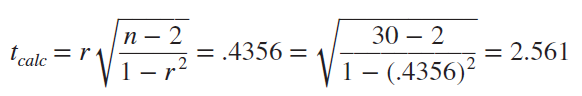 t_calc = r√((n − 2)/(1 − r²)) = .4356 = √((30 − 2)/(1 − (.4356)²)) = 2.561